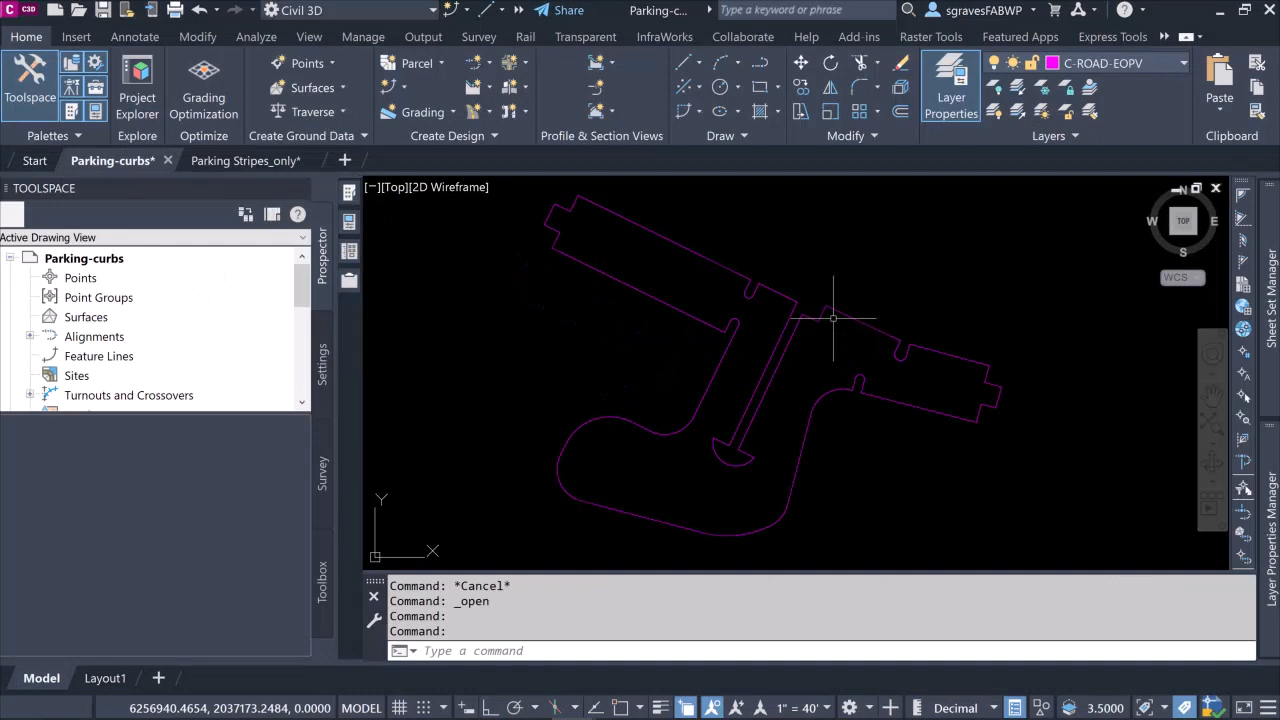 C3D Civil 3D Share Parking-c... Type a keyword or phrase sgravesFABWP
Home Insert Annotate Modify Analyze View Manage Output Survey Rail Transparent InfraWorks Collaborate Help Add-ins Raster Tools Featured Apps Express Tools
Toolspace
Project Explorer
Grading Optimization
Points
Surfaces
Traverse
Parcel
Grading
Layer Properties
C-ROAD-EOPV
Paste
Palettes Explore Optimize Create Ground Data Create Design Profile & Section Views Draw Modify Layers Clipboard
Start Parking-curbs* Parking Stripes_only*
TOOLSPACE
Active Drawing View
Parking-curbs
Points
Point Groups
Surfaces
Alignments
Feature Lines
Sites
Turnouts and Crossovers
Prospector
Settings
Survey
Toolbox
[−][Top][2D Wireframe]
N
W TOP E
S
WCS
Y
X
Sheet Set Manager
Layer Properties Manager
Command: *Cancel*
Command: _open
Command:
Command:
Type a command
Model Layout1
6256940.4654, 2037173.2484, 0.0000 MODEL 1" = 40' Decimal 3.5000